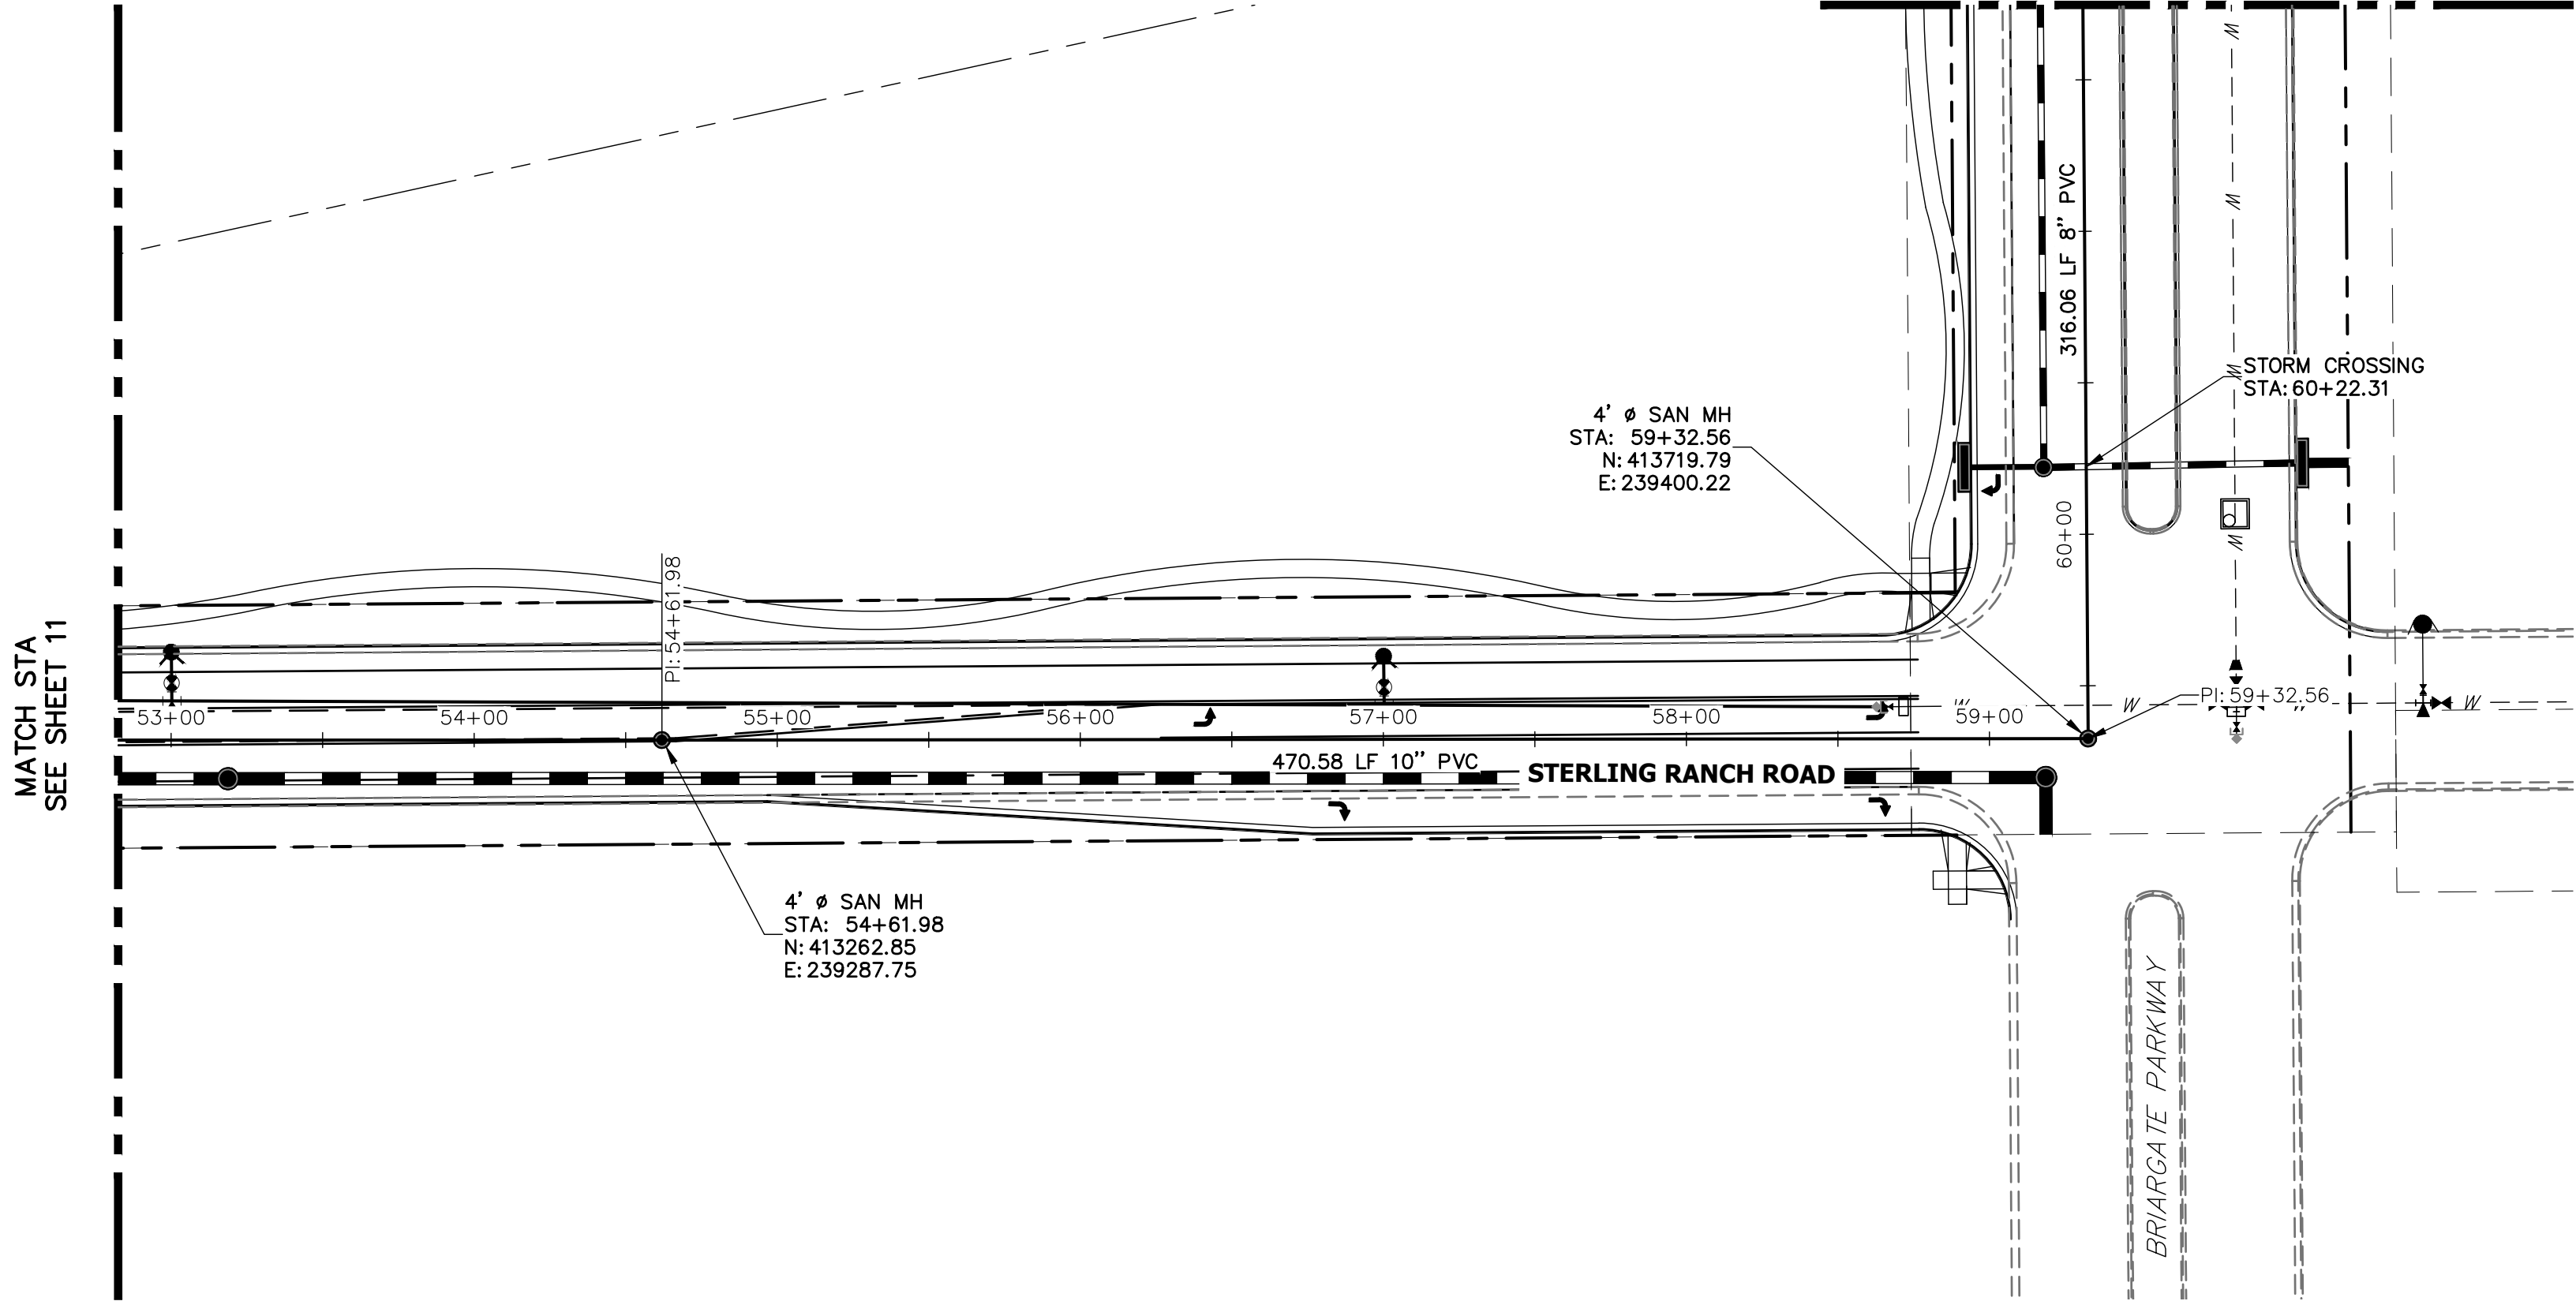 316.06 LF 8” PVC
STORM CROSSING
STA: 60+22.31
4' ø SAN MH
STA: 59+32.56
N: 413719.79
E: 239400.22
60+00
PI: 54+61.98
MATCH STA
SEE SHEET 11
53+00
54+00
55+00
56+00
57+00
58+00
59+00
PI: 59+32.56
W
W
W
W
W
W
W
W
470.58 LF 10” PVC
STERLING RANCH ROAD
4' ø SAN MH
STA: 54+61.98
N: 413262.85
E: 239287.75
BRIARGATE PARKWAY